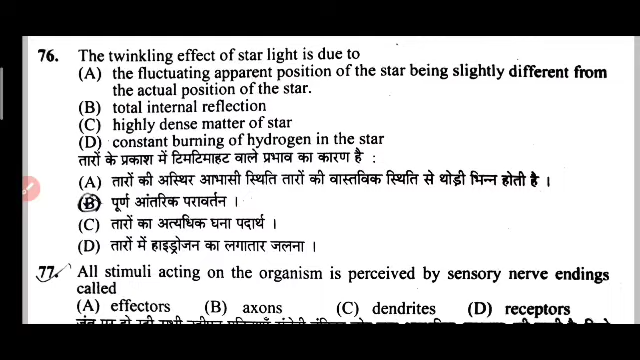 76. The twinkling effect of star light is due to
(A) the fluctuating apparent position of the star being slightly different from
the actual position of the star.
(B) total internal reflection
(C) highly dense matter of star
(D) constant burning of hydrogen in the star
तारों के प्रकाश में टिमटिमाहट वाले प्रभाव का कारण है :
(A) तारों की अस्थिर आभासी स्थिति तारों की वास्तविक स्थिति से थोड़ी भिन्न होती है ।
(B) पूर्ण आंतरिक परावर्तन ।
(C) तारों का अत्यधिक घना पदार्थ ।
(D) तारों में हाइड्रोजन का लगातार जलना ।
77. All stimuli acting on the organism is perceived by sensory nerve endings
called
(A) effectors (B) axons (C) dendrites (D) receptors